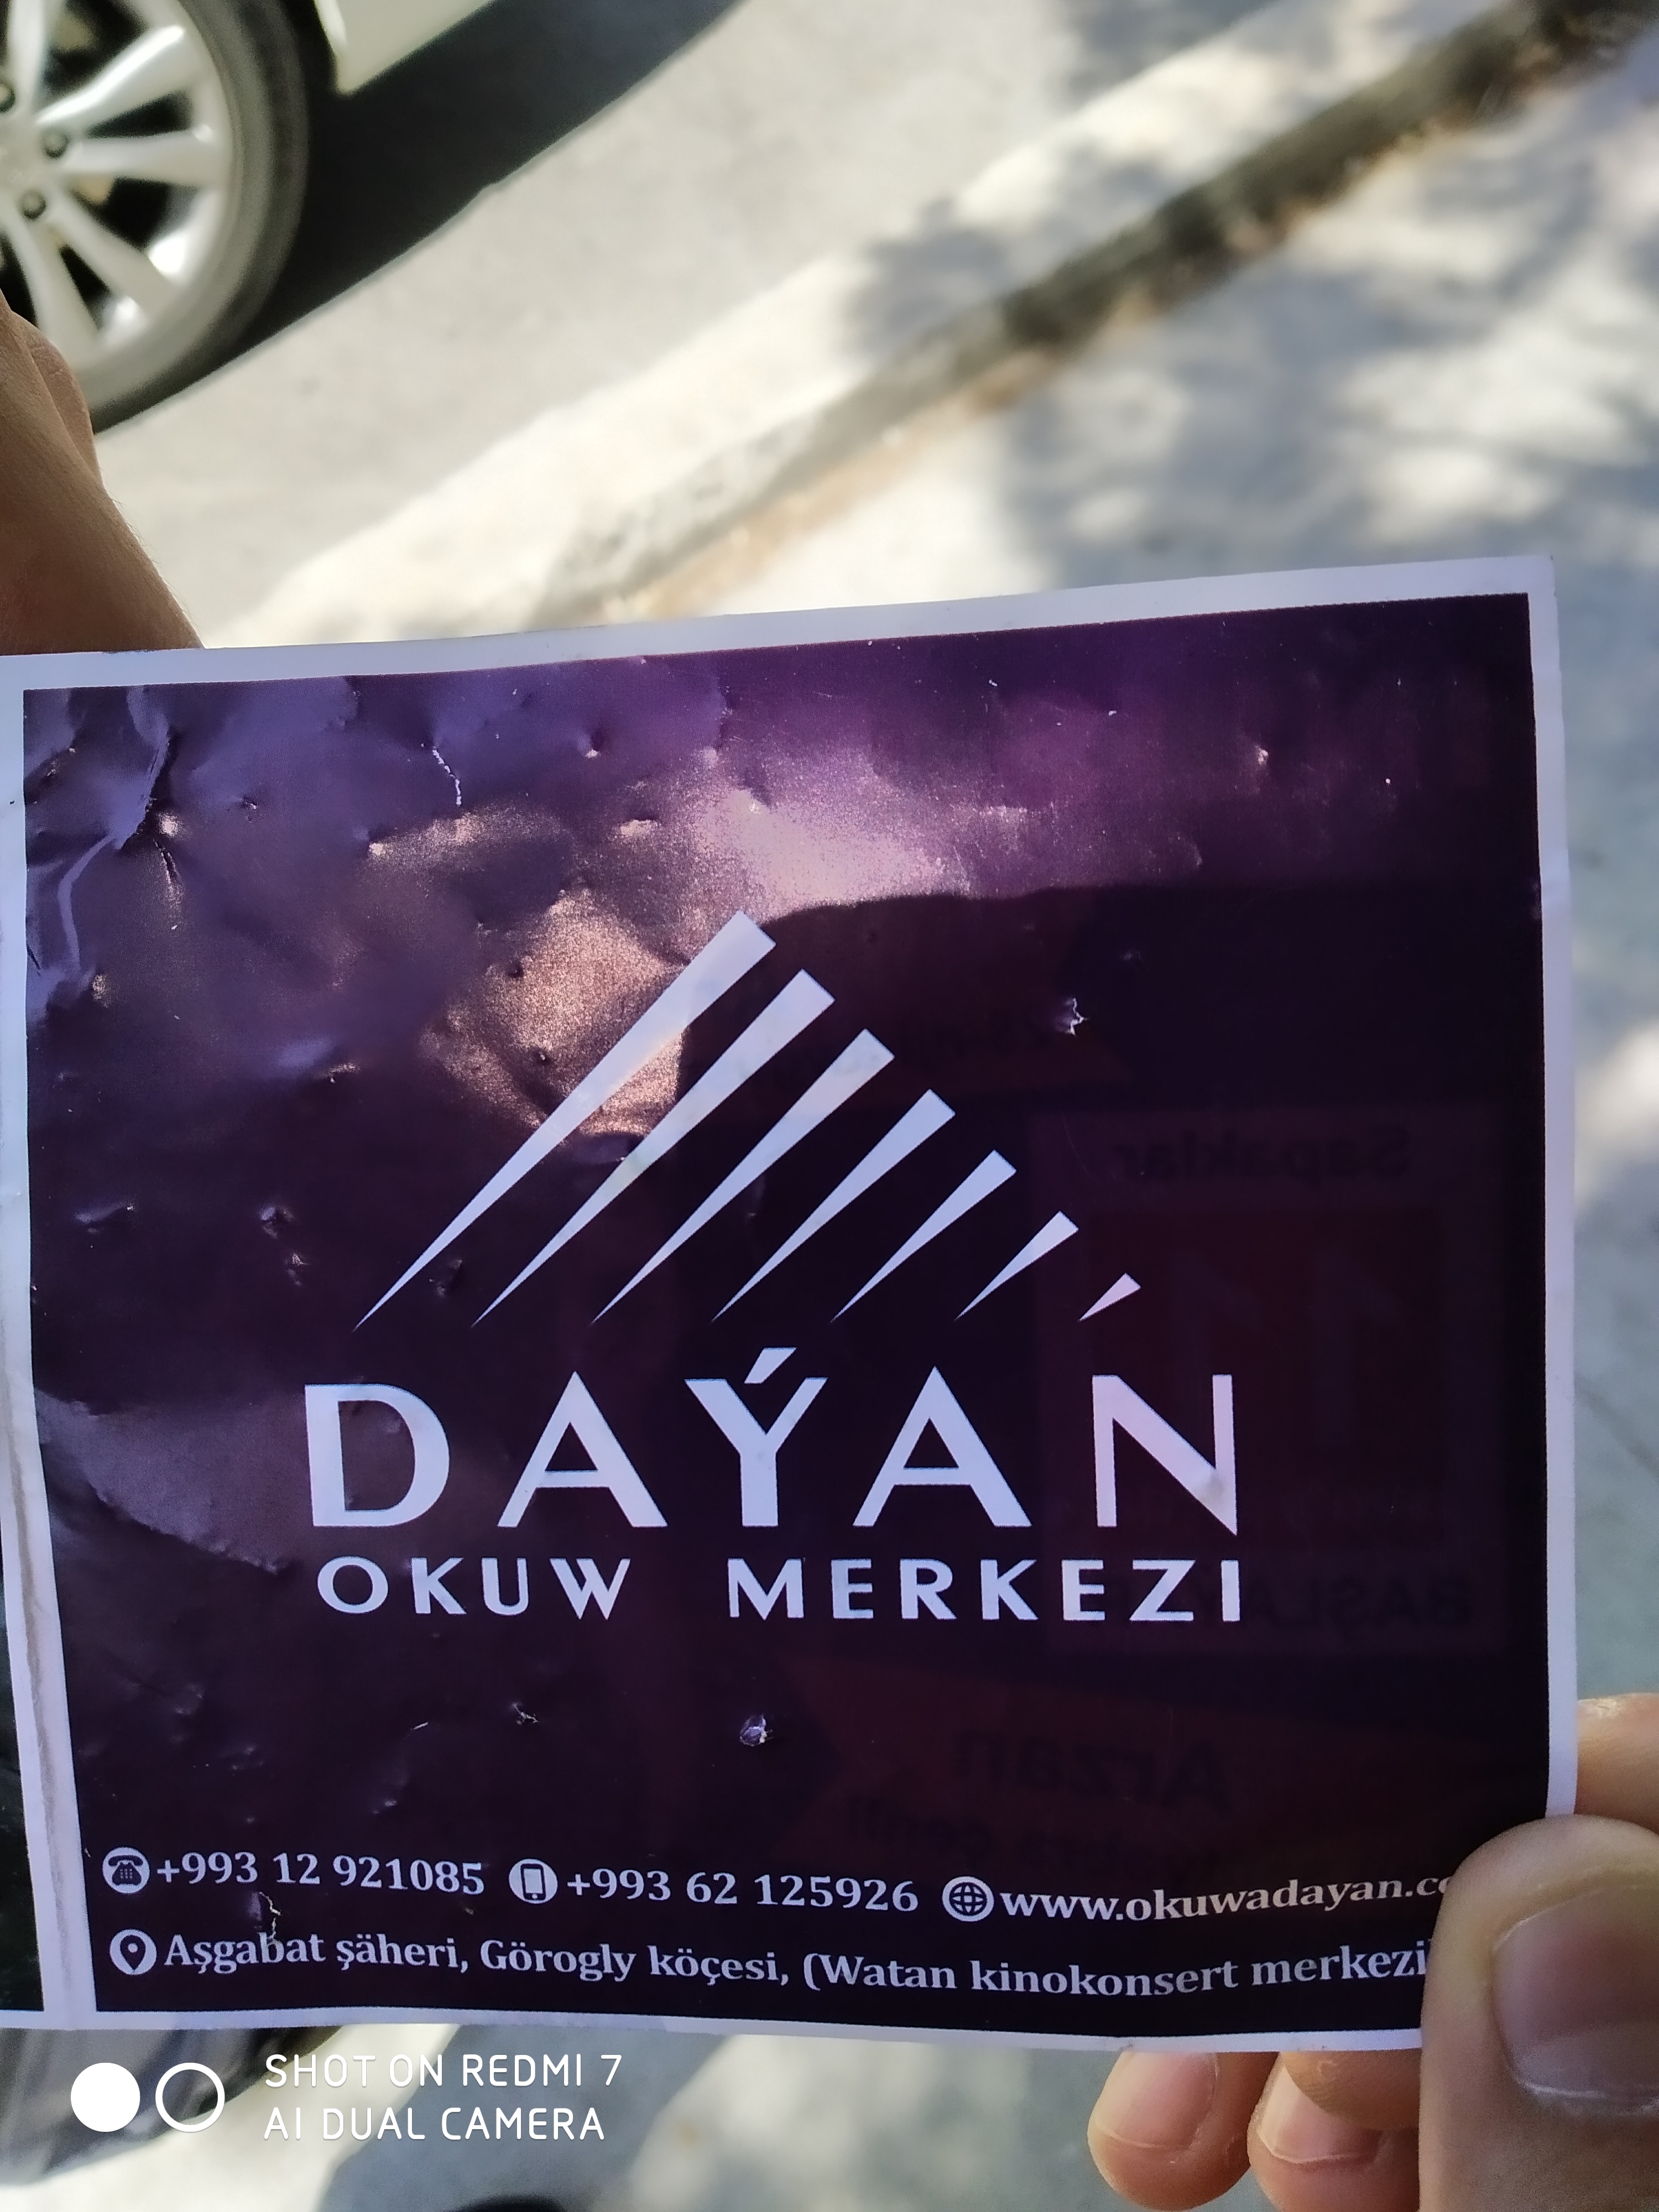 DAÝAN
OKUW MERKEZI
+993 12 921085 +993 62 125926 www.okuwadayan.c
Aşgabat şäheri, Görogly köçesi, (Watan kinokonsert merkezi
SHOT ON REDMI 7
AI DUAL CAMERA